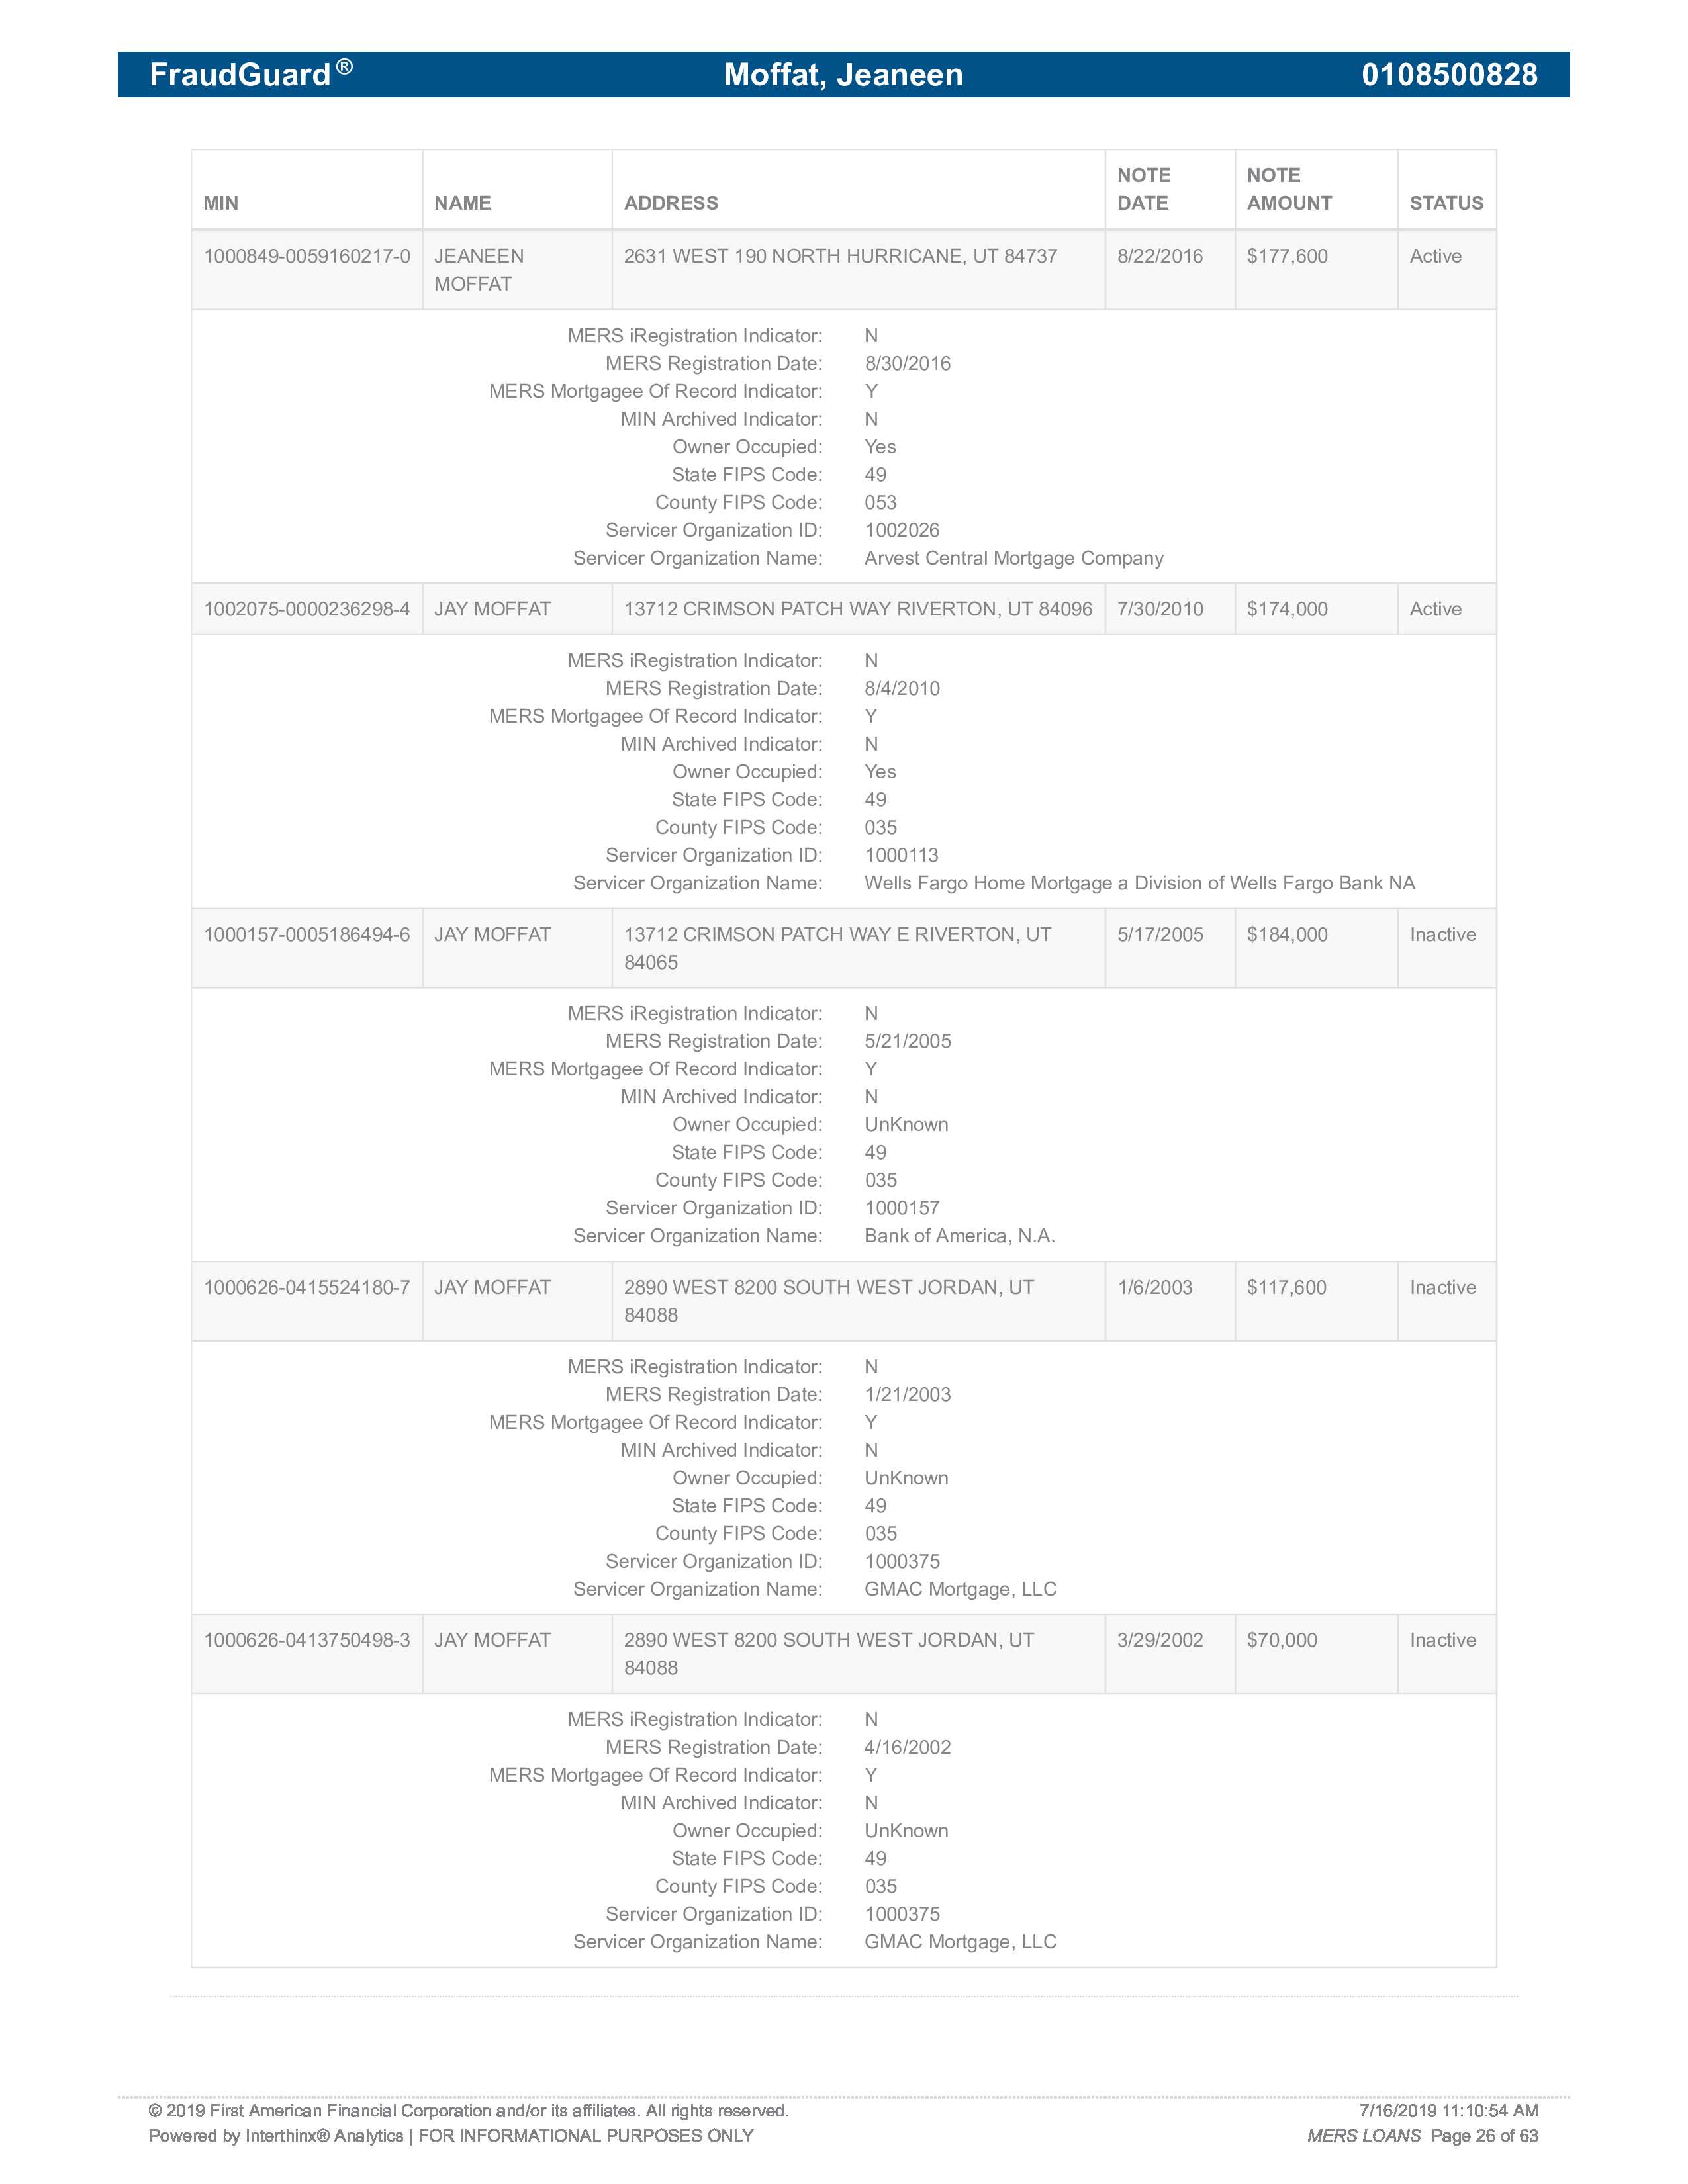 FraudGuard® Moffat, Jeaneen 0108500828
MIN NAME ADDRESS NOTE DATE NOTE AMOUNT STATUS
1000849-0059160217-0 JEANEEN MOFFAT 2631 WEST 190 NORTH HURRICANE, UT 84737 8/22/2016 $177,600 Active
MERS iRegistration Indicator: N
MERS Registration Date: 8/30/2016
MERS Mortgagee Of Record Indicator: Y
MIN Archived Indicator: N
Owner Occupied: Yes
State FIPS Code: 49
County FIPS Code: 053
Servicer Organization ID: 1002026
Servicer Organization Name: Arvest Central Mortgage Company
1002075-0000236298-4 JAY MOFFAT 13712 CRIMSON PATCH WAY RIVERTON, UT 84096 7/30/2010 $174,000 Active
MERS iRegistration Indicator: N
MERS Registration Date: 8/4/2010
MERS Mortgagee Of Record Indicator: Y
MIN Archived Indicator: N
Owner Occupied: Yes
State FIPS Code: 49
County FIPS Code: 035
Servicer Organization ID: 1000113
Servicer Organization Name: Wells Fargo Home Mortgage a Division of Wells Fargo Bank NA
1000157-0005186494-6 JAY MOFFAT 13712 CRIMSON PATCH WAY E RIVERTON, UT 84065 5/17/2005 $184,000 Inactive
MERS iRegistration Indicator: N
MERS Registration Date: 5/21/2005
MERS Mortgagee Of Record Indicator: Y
MIN Archived Indicator: N
Owner Occupied: UnKnown
State FIPS Code: 49
County FIPS Code: 035
Servicer Organization ID: 1000157
Servicer Organization Name: Bank of America, N.A.
1000626-0415524180-7 JAY MOFFAT 2890 WEST 8200 SOUTH WEST JORDAN, UT 84088 1/6/2003 $117,600 Inactive
MERS iRegistration Indicator: N
MERS Registration Date: 1/21/2003
MERS Mortgagee Of Record Indicator: Y
MIN Archived Indicator: N
Owner Occupied: UnKnown
State FIPS Code: 49
County FIPS Code: 035
Servicer Organization ID: 1000375
Servicer Organization Name: GMAC Mortgage, LLC
1000626-0413750498-3 JAY MOFFAT 2890 WEST 8200 SOUTH WEST JORDAN, UT 84088 3/29/2002 $70,000 Inactive
MERS iRegistration Indicator: N
MERS Registration Date: 4/16/2002
MERS Mortgagee Of Record Indicator: Y
MIN Archived Indicator: N
Owner Occupied: UnKnown
State FIPS Code: 49
County FIPS Code: 035
Servicer Organization ID: 1000375
Servicer Organization Name: GMAC Mortgage, LLC
© 2019 First American Financial Corporation and/or its affiliates. All rights reserved. 7/16/2019 11:10:54 AM
Powered by Interthinx® Analytics | FOR INFORMATIONAL PURPOSES ONLY MERS LOANS Page 26 of 63